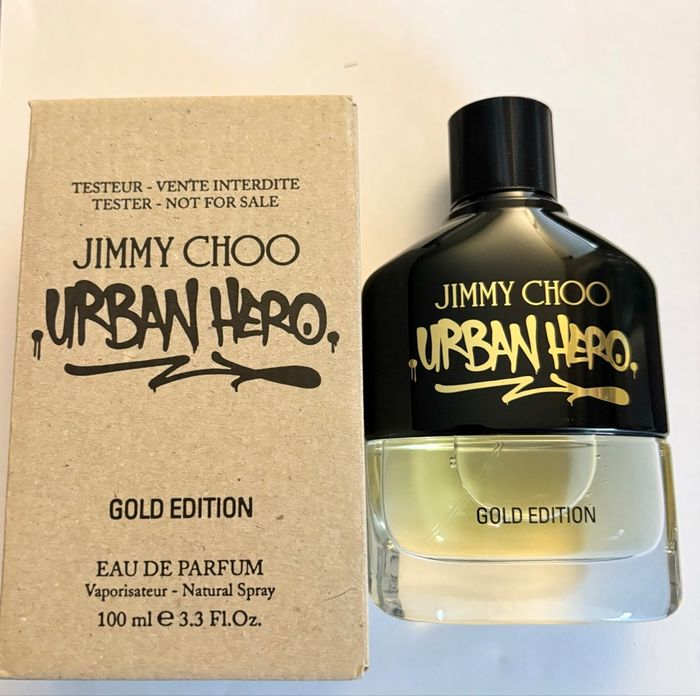 TESTEUR - VENTE INTERDITE
TESTER - NOT FOR SALE
JIMMY CHOO
URBAN HERO
GOLD EDITION
EAU DE PARFUM
Vaporisateur - Natural Spray
100 ml e 3.3 Fl.Oz.
JIMMY CHOO
URBAN HERO
GOLD EDITION